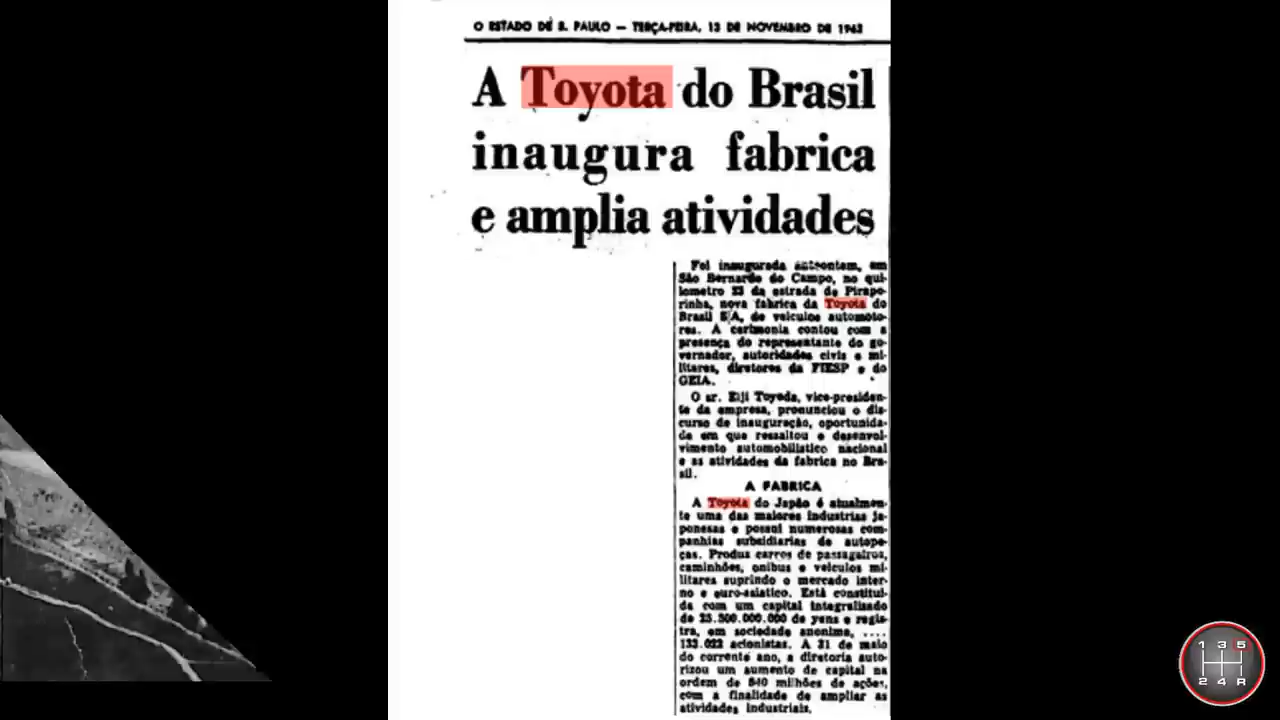 O ESTADO DE S. PAULO — TERÇA-FEIRA, 13 DE NOVEMBRO DE 1962
A Toyota do Brasil
inaugura fabrica
e amplia atividades
Foi inaugurada anteontem, em
São Bernardo do Campo, no qui-
lometro 23 da estrada de Pirapo-
rinha, nova fabrica da Toyota do
Brasil S/A, de veiculos automoto-
res. A cerimonia contou com a
presença do representante do go-
vernador, autoridades civis e mi-
litares, diretores da FIESP e do
GEIA.
O sr. Eiji Toyoda, vice-presiden-
te da empresa, pronunciou o dis-
curso de inauguração, oportunida-
de em que ressaltou o desenvol-
vimento automobilistico nacional
e as atividades da fabrica no Bra-
sil.
A FABRICA
A Toyota do Japão é atualmen-
te uma das maiores industrias ja-
ponesas e possui numerosas com-
panhias subsidiarias de autope-
ças. Produz carros de passageiros,
caminhões, onibus e veiculos mi-
litares suprindo o mercado inter-
no e euro-asiatico. Está constitui-
da com um capital integralizado
de 25.500.000.000 de yens e regis-
tra, em sociedade anonima, ....
133.022 acionistas. A 31 de maio
do corrente ano, a diretoria auto-
rizou um aumento de capital na
ordem de 840 milhões de ações,
com a finalidade de ampliar as
atividades industriais.
1 3 5
2 4 R